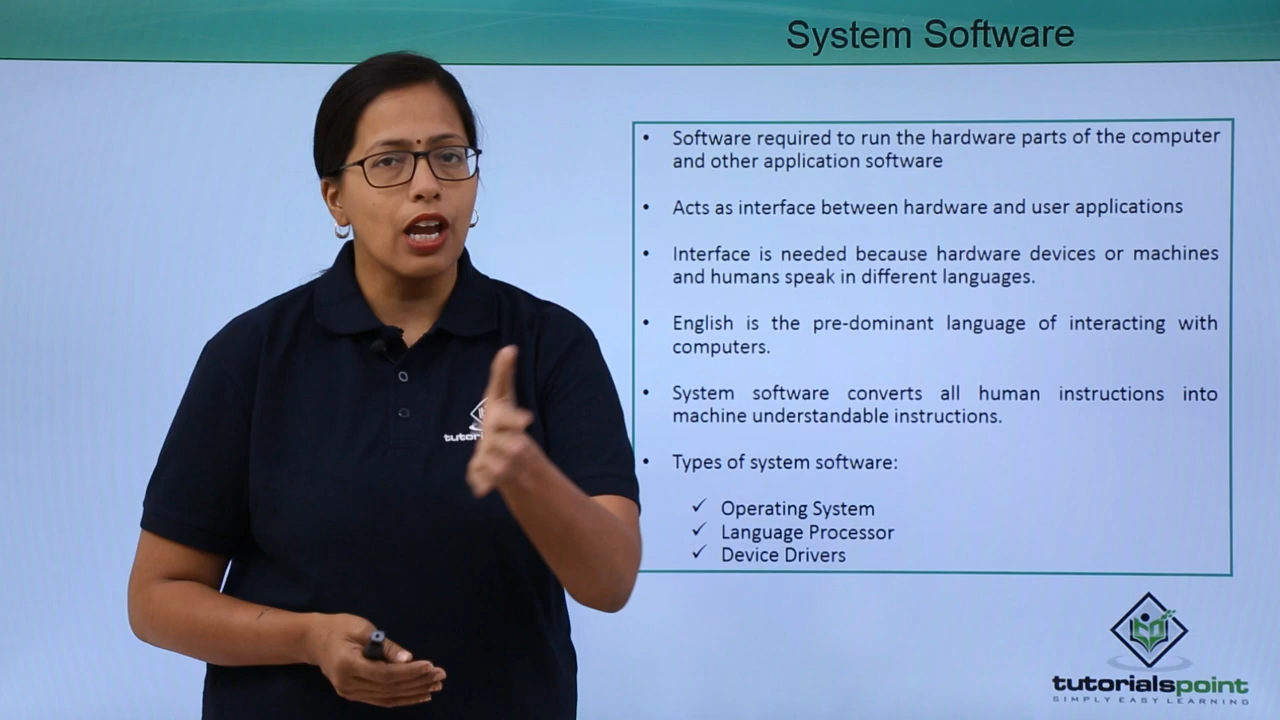 System Software
• Software required to run the hardware parts of the computer
and other application software
• Acts as interface between hardware and user applications
• Interface is needed because hardware devices or machines
and humans speak in different languages.
• English is the pre-dominant language of interacting with
computers.
• System software converts all human instructions into
machine understandable instructions.
• Types of system software:
✓ Operating System
✓ Language Processor
✓ Device Drivers
tutori
tutorialspoint
SIMPLY EASY LEARNING